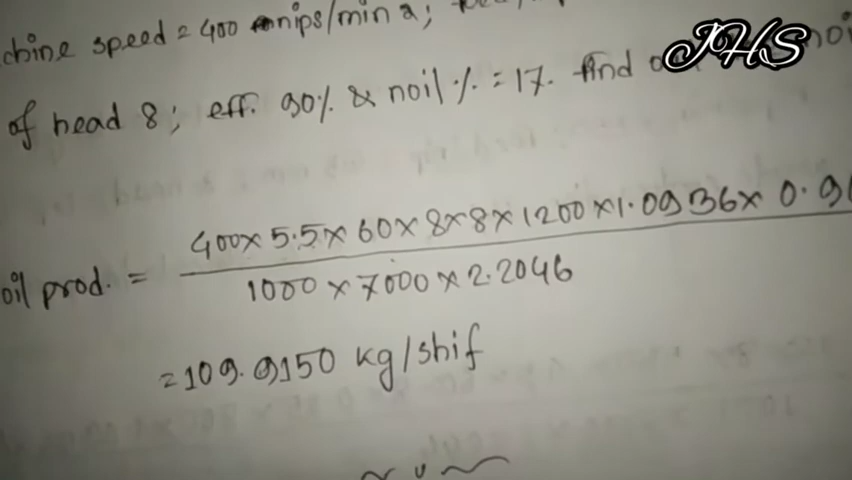 chine speed = 400 nips/min
JHS
of head 8; eff. 90% & noil % = 17. find
oil prod. = 400 x 5.5 x 60 x 8 x 8 x 1200 x 1.0936 x 0.9
1000 x 7000 x 2.2046
= 109.9150 kg/shif